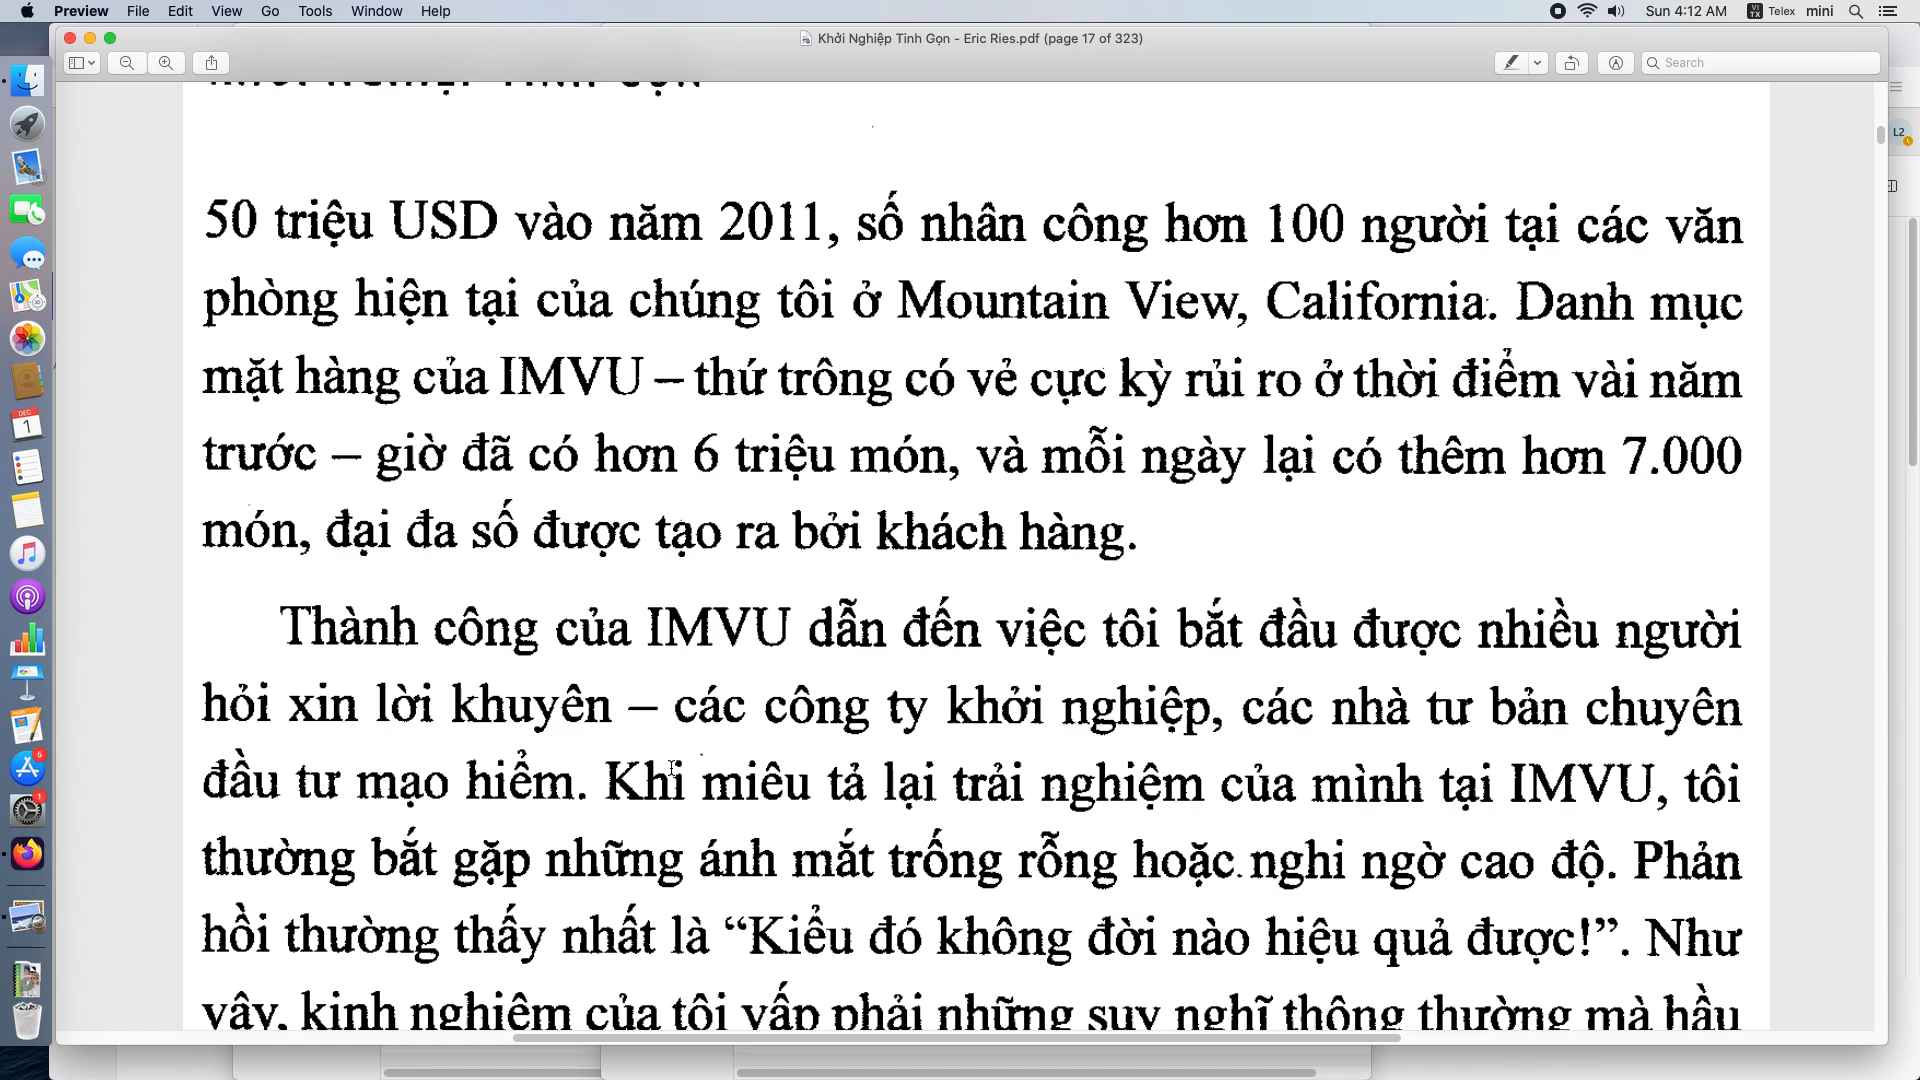 Preview File Edit View Go Tools Window Help
Sun 4:12 AM VI TX Telex mini
Khởi Nghiệp Tinh Gọn - Eric Ries.pdf (page 17 of 323)
Search
L2
50 triệu USD vào năm 2011, số nhân công hơn 100 người tại các văn
phòng hiện tại của chúng tôi ở Mountain View, California. Danh mục
mặt hàng của IMVU – thứ trông có vẻ cực kỳ rủi ro ở thời điểm vài năm
trước – giờ đã có hơn 6 triệu món, và mỗi ngày lại có thêm hơn 7.000
món, đại đa số được tạo ra bởi khách hàng.
Thành công của IMVU dẫn đến việc tôi bắt đầu được nhiều người
hỏi xin lời khuyên – các công ty khởi nghiệp, các nhà tư bản chuyên
đầu tư mạo hiểm. Khi miêu tả lại trải nghiệm của mình tại IMVU, tôi
thường bắt gặp những ánh mắt trống rỗng hoặc nghi ngờ cao độ. Phản
hồi thường thấy nhất là “Kiểu đó không đời nào hiệu quả được!”. Như
vậy, kinh nghiệm của tôi vấp phải những suy nghĩ thông thường mà hầu
DEC
1
6
1